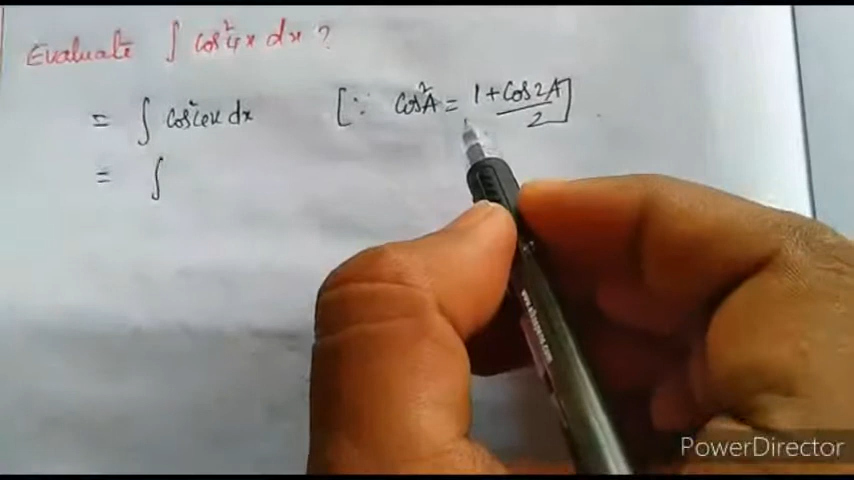 Evaluate ∫ cos²4x dx ?
= ∫ cos²4x dx [∵ cos²A = (1 + cos2A)/2]
= ∫
PowerDirector